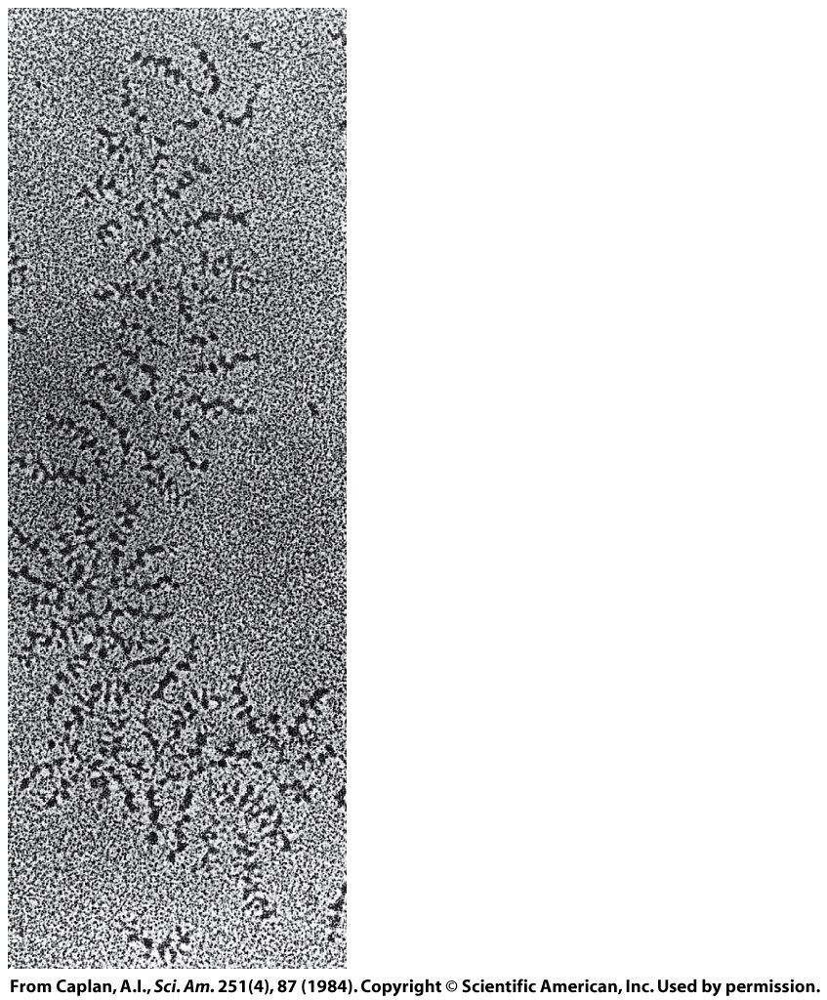 From Caplan, A.I., Sci. Am. 251(4), 87 (1984). Copyright © Scientific American, Inc. Used by permission.